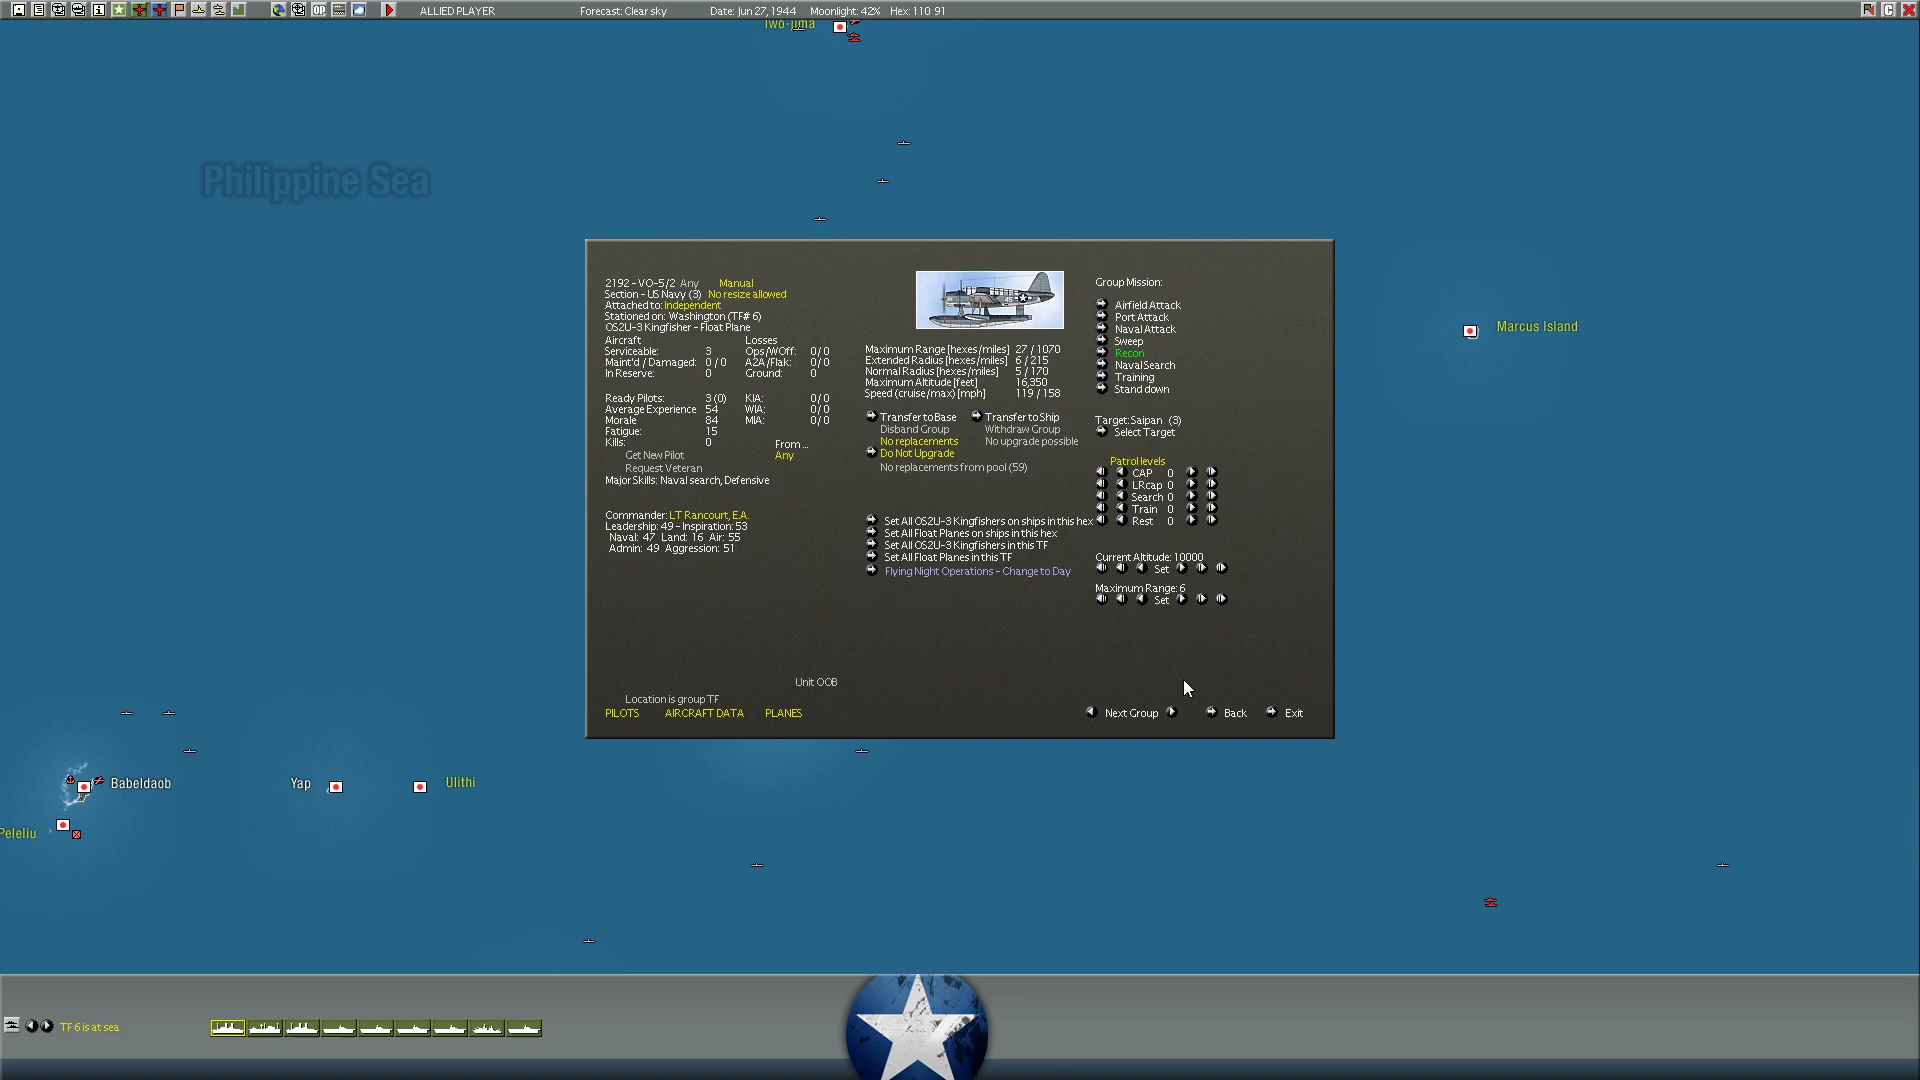 ALLIED PLAYER Forecast: Clear sky Date: Jun 27, 1944 Moonlight: 42% Hex: 110 91
Iwo-jima
Philippine Sea
Marcus Island
2192 - VO-5/2 Any Manual
Section - US Navy (3) No resize allowed
Attached to: Independent
Stationed on: Washington (TF# 6)
OS2U-3 Kingfisher - Float Plane
Aircraft Losses
Serviceable: 3 Ops/WOff: 0/0
Maint'd / Damaged: 0 / 0 A2A/Flak: 0/0
In Reserve: 0 Ground: 0
Ready Pilots: 3 (0) KIA: 0/0
Average Experience 54 WIA: 0/0
Morale 84 MIA: 0/0
Fatigue: 15
Kills: 0 From ...
Get New Pilot Any
Request Veteran
Major Skills: Naval search, Defensive
Commander: LT Rancourt, E.A.
Leadership: 49 - Inspiration: 53
Naval: 47 Land: 16 Air: 55
Admin: 49 Aggression: 51
Maximum Range [hexes/miles] 27 / 1070
Extended Radius [hexes/miles] 6 / 215
Normal Radius [hexes/miles] 5 / 170
Maximum Altitude [feet] 16,350
Speed (cruise/max) [mph] 119 / 158
Transfer to Base Transfer to Ship
Disband Group Withdraw Group
No replacements No upgrade possible
Do Not Upgrade
No replacements from pool (59)
Set All OS2U-3 Kingfishers on ships in this hex
Set All Float Planes on ships in this hex
Set All OS2U-3 Kingfishers in this TF
Set All Float Planes in this TF
Flying Night Operations - Change to Day
Group Mission:
Airfield Attack
Port Attack
Naval Attack
Sweep
Recon
Naval Search
Training
Stand down
Target: Saipan (3)
Select Target
Patrol levels
CAP 0
LRcap 0
Search 0
Train 0
Rest 0
Current Altitude: 10000
Set
Maximum Range: 6
Set
Unit OOB
Location is group TF
PILOTS AIRCRAFT DATA PLANES
Next Group Back Exit
Babeldaob
Yap
Ulithi
Peleliu
TF 6 is at sea